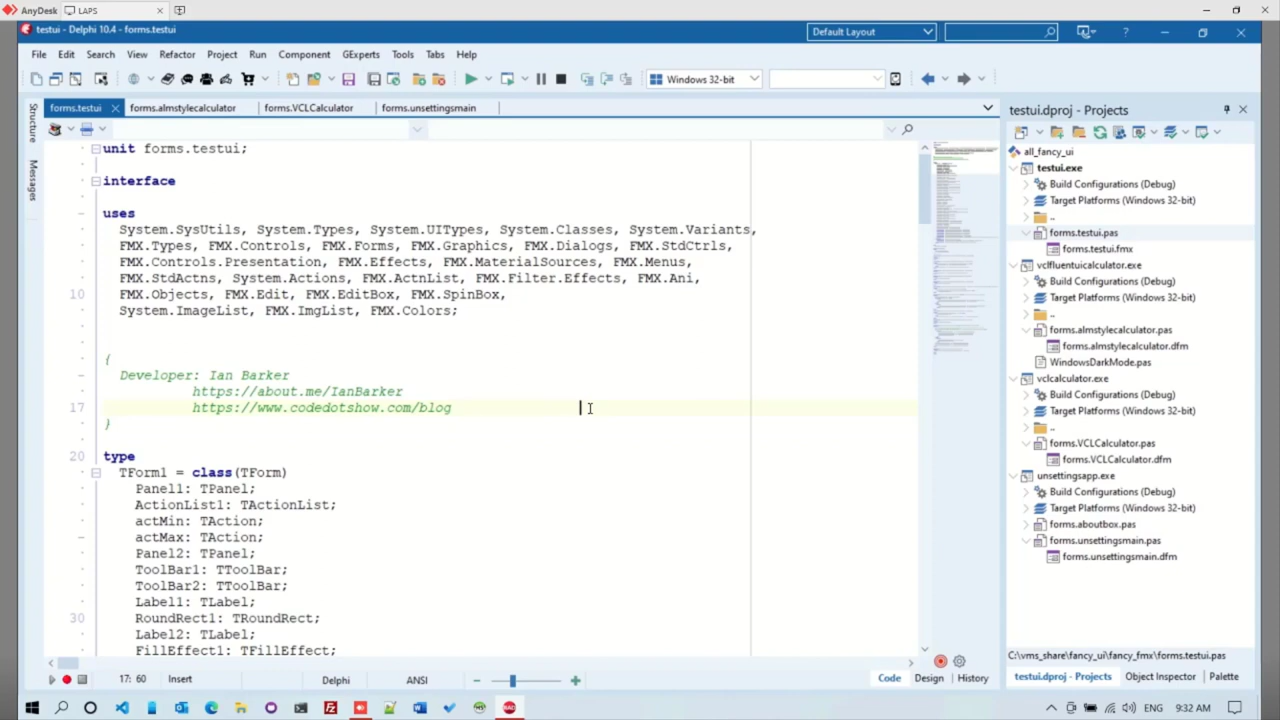 AnyDesk LAPS
testui - Delphi 10.4 - forms.testui
Default Layout
File Edit Search View Refactor Project Run Component GExperts Tools Tabs Help
Windows 32-bit
forms.testui forms.almstylecalculator forms.VCLCalculator forms.unsettingsmain
Structure
Messages
unit forms.testui;
interface
uses
System.SysUtils, System.Types, System.UITypes, System.Classes, System.Variants,
FMX.Types, FMX.Controls, FMX.Forms, FMX.Graphics, FMX.Dialogs, FMX.StdCtrls,
FMX.Controls.Presentation, FMX.Effects, FMX.MaterialSources, FMX.Menus,
FMX.StdActns, System.Actions, FMX.ActnList, FMX.Filter.Effects, FMX.Ani,
10 FMX.Objects, FMX.Edit, FMX.EditBox, FMX.SpinBox,
System.ImageList, FMX.ImgList, FMX.Colors;
{
Developer: Ian Barker
https://about.me/IanBarker
17 https://www.codedotshow.com/blog
}
20 type
TForm1 = class(TForm)
Panel1: TPanel;
ActionList1: TActionList;
actMin: TAction;
actMax: TAction;
Panel2: TPanel;
ToolBar1: TToolBar;
ToolBar2: TToolBar;
Label1: TLabel;
30 RoundRect1: TRoundRect;
Label2: TLabel;
FillEffect1: TFillEffect;
17: 60 Insert Delphi ANSI
Code Design History
testui.dproj - Projects
all_fancy_ui
testui.exe
Build Configurations (Debug)
Target Platforms (Windows 32-bit)
..
forms.testui.pas
forms.testui.fmx
vclfluentuicalculator.exe
Build Configurations (Debug)
Target Platforms (Windows 32-bit)
..
forms.almstylecalculator.pas
forms.almstylecalculator.dfm
WindowsDarkMode.pas
vclcalculator.exe
Build Configurations (Debug)
Target Platforms (Windows 32-bit)
..
forms.VCLCalculator.pas
forms.VCLCalculator.dfm
unsettingsapp.exe
Build Configurations (Debug)
Target Platforms (Windows 32-bit)
forms.aboutbox.pas
forms.unsettingsmain.pas
forms.unsettingsmain.dfm
C:\vms_share\fancy_ui\fancy_fmx\forms.testui.pas
testui.dproj - Projects Object Inspector Palette
ENG 9:32 AM